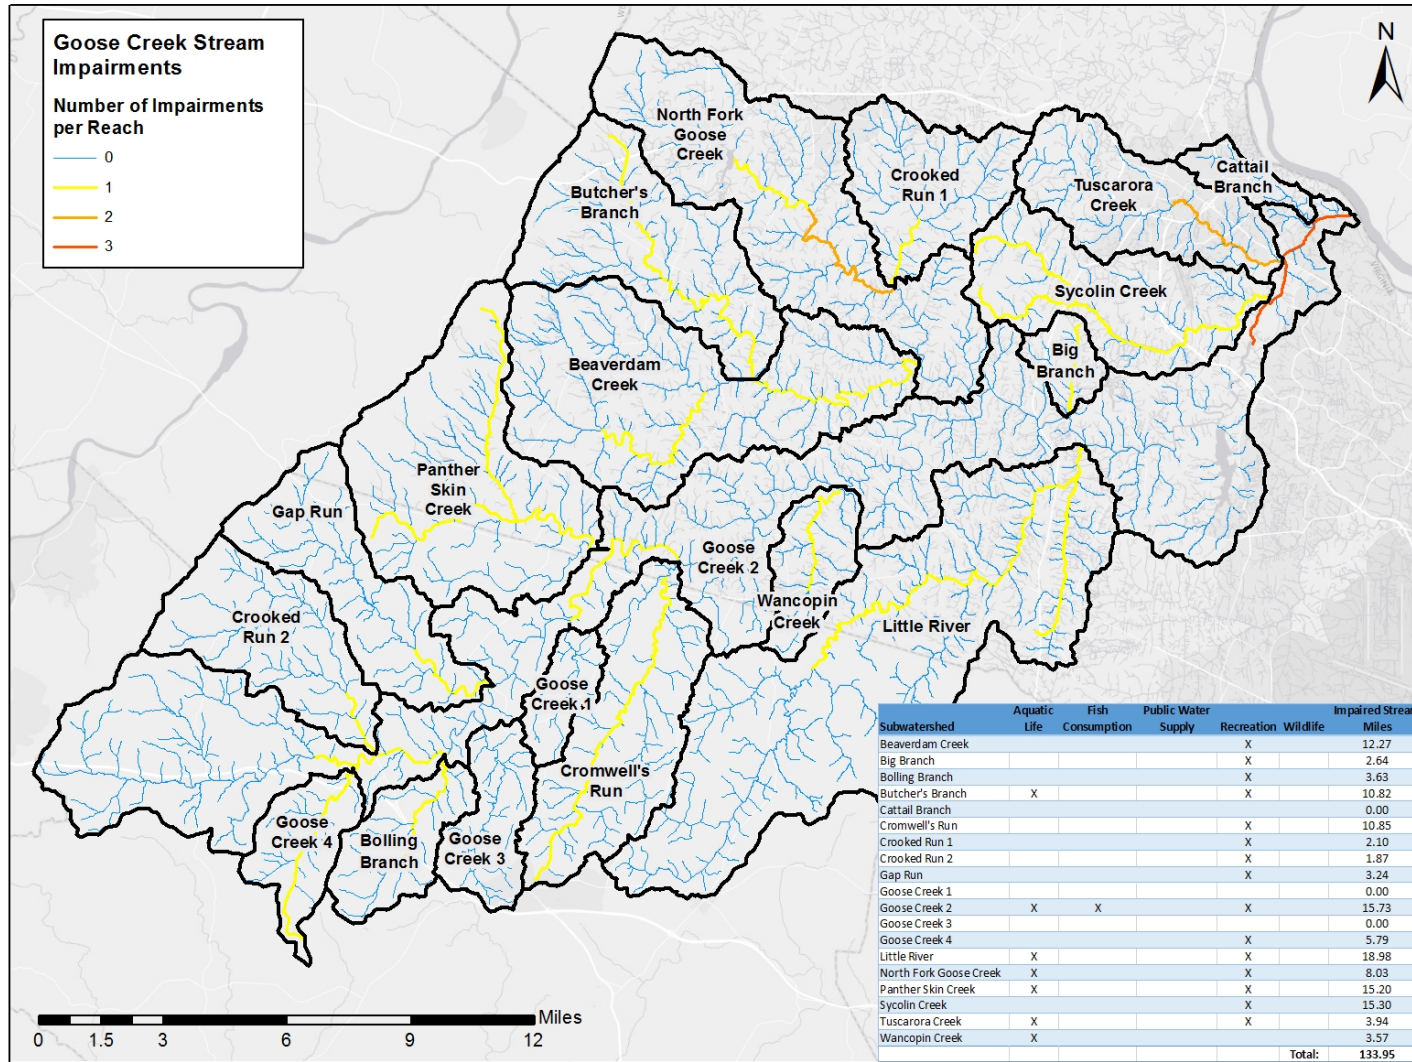 Goose Creek Stream
Impairments
Number of Impairments
per Reach
0
1
2
3
N
North Fork
Goose
Creek
Butcher's
Branch
Crooked
Run 1
Tuscarora
Creek
Cattail
Branch
Sycolin Creek
Big
Branch
Beaverdam
Creek
Panther
Skin
Creek
Gap Run
Goose
Creek 2
Wancopin
Creek
Little River
Crooked
Run 2
Goose
Creek 1
Cromwell's
Run
Goose
Creek 4
Bolling
Branch
Goose
Creek 3
0 1.5 3 6 9 12 Miles
Aquatic Fish Public Water Impaired Stream
Subwatershed Life Consumption Supply Recreation Wildlife Miles
Beaverdam Creek X 12.27
Big Branch X 2.64
Bolling Branch X 3.63
Butcher's Branch X X 10.82
Cattail Branch 0.00
Cromwell's Run X 10.85
Crooked Run 1 X 2.10
Crooked Run 2 X 1.87
Gap Run X 3.24
Goose Creek 1 0.00
Goose Creek 2 X X X 15.73
Goose Creek 3 0.00
Goose Creek 4 X 5.79
Little River X X 18.98
North Fork Goose Creek X X 8.03
Panther Skin Creek X X 15.20
Sycolin Creek X 15.30
Tuscarora Creek X X 3.94
Wancopin Creek X 3.57
Total: 133.95